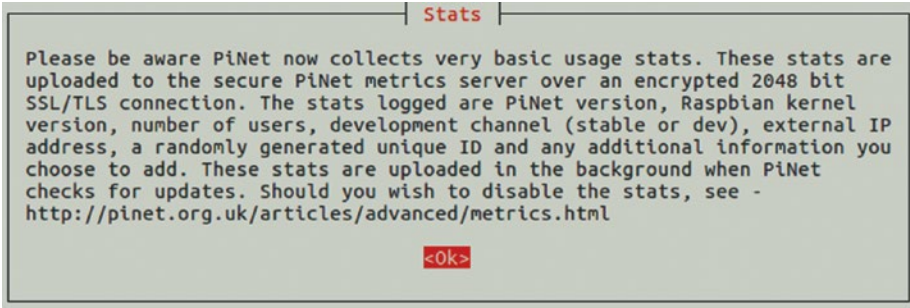 Stats
Please be aware PiNet now collects very basic usage stats. These stats are
uploaded to the secure PiNet metrics server over an encrypted 2048 bit
SSL/TLS connection. The stats logged are PiNet version, Raspbian kernel
version, number of users, development channel (stable or dev), external IP
address, a randomly generated unique ID and any additional information you
choose to add. These stats are uploaded in the background when PiNet
checks for updates. Should you wish to disable the stats, see -
http://pinet.org.uk/articles/advanced/metrics.html
<Ok>